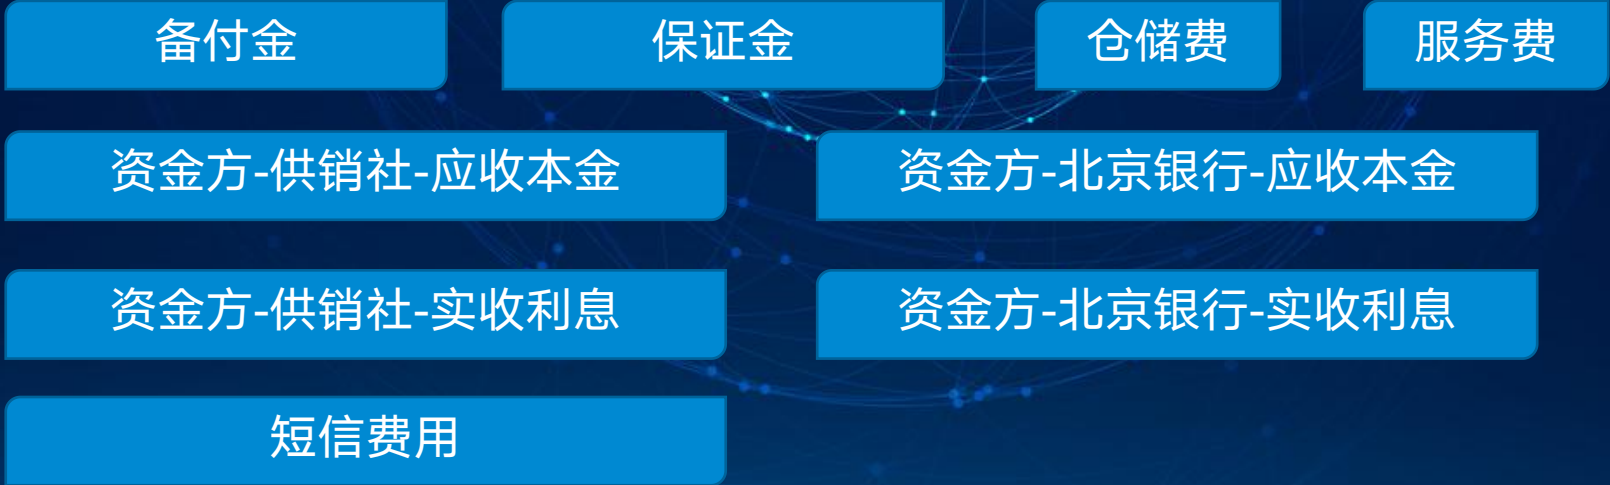 备付金
保证金
仓储费
服务费
资金方-供销社-应收本金
资金方-北京银行-应收本金
资金方-供销社-实收利息
资金方-北京银行-实收利息
短信费用